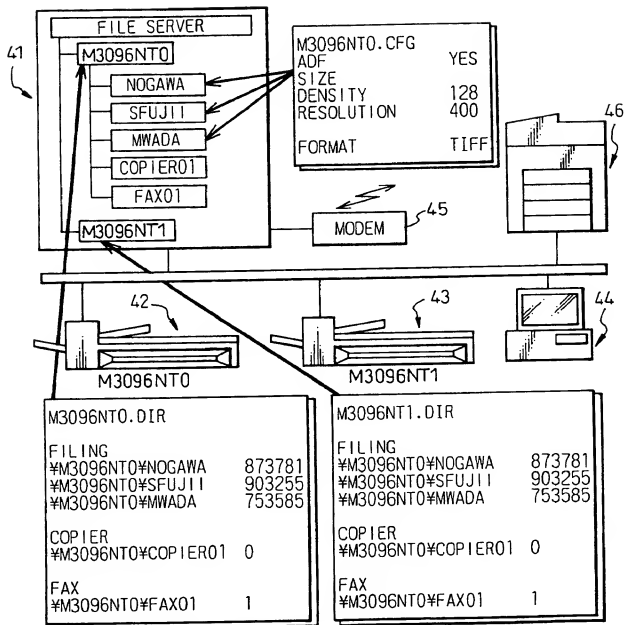 FILE SERVER
41
M3096NT0
NOGAWA
SFUJII
MWADA
COPIER01
FAX01
M3096NT1
M3096NT0.CFG
ADF YES
SIZE
DENSITY 128
RESOLUTION 400
FORMAT TIFF
46
MODEM
45
42
43
44
M3096NT0
M3096NT1
M3096NT0.DIR
FILING
¥M3096NT0¥NOGAWA 873781
¥M3096NT0¥SFUJII 903255
¥M3096NT0¥MWADA 753585
COPIER
¥M3096NT0¥COPIER01 0
FAX
¥M3096NT0¥FAX01 1
M3096NT1.DIR
FILING
¥M3096NT0¥NOGAWA 873781
¥M3096NT0¥SFUJII 903255
¥M3096NT0¥MWADA 753585
COPIER
¥M3096NT0¥COPIER01 0
FAX
¥M3096NT0¥FAX01 1